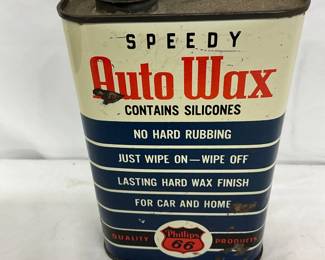 SPEEDY
Auto Wax
CONTAINS SILICONES
NO HARD RUBBING
JUST WIPE ON—WIPE OFF
LASTING HARD WAX FINISH
FOR CAR AND HOME
QUALITY Phillips 66 PRODUCTS